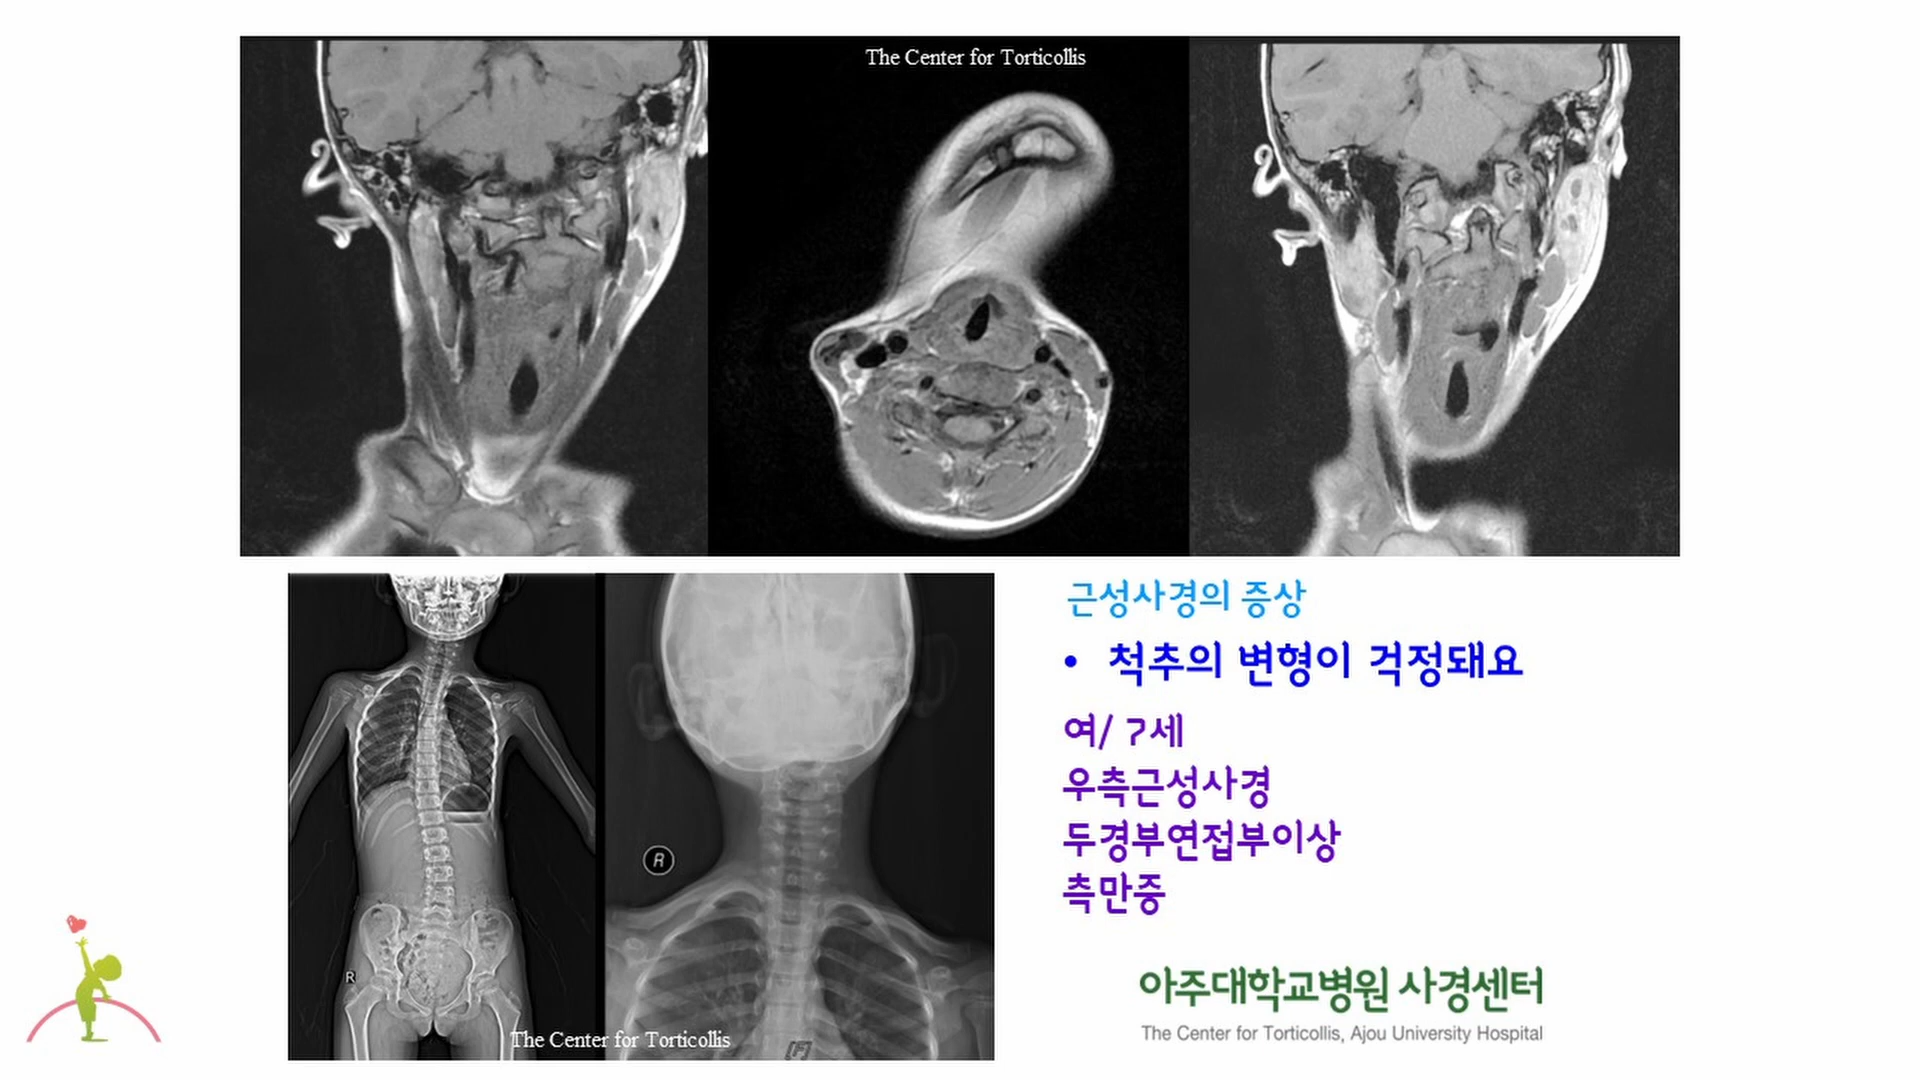 The Center for Torticollis
근성사경의 증상
• 척추의 변형이 걱정돼요
여/ 7세
우측근성사경
두경부연접부이상
측만증
R
R
The Center for Torticollis
[F]
아주대학교병원 사경센터
The Center for Torticollis, Ajou University Hospital